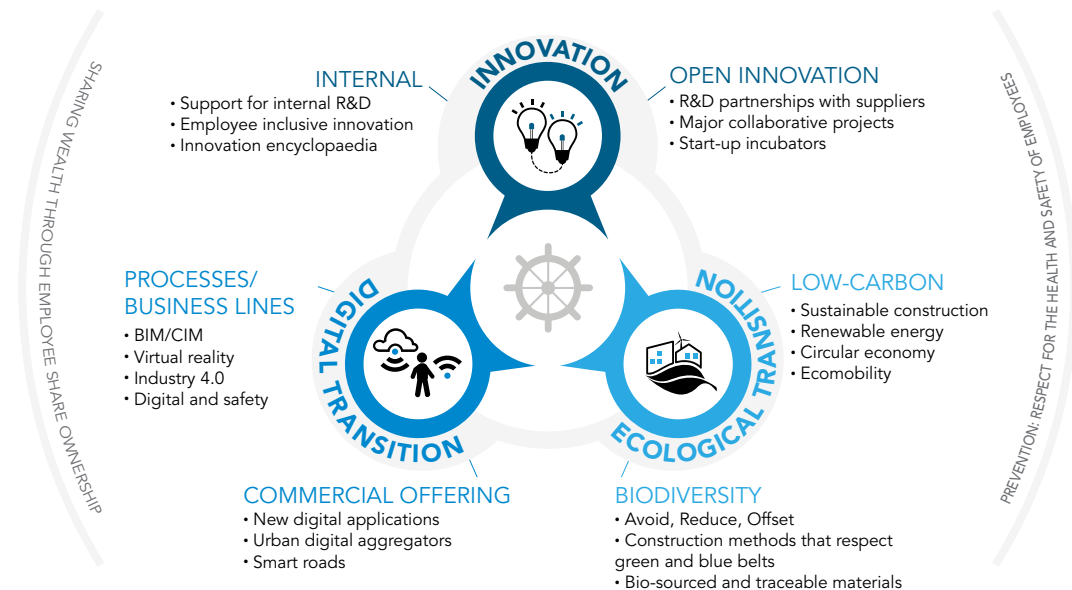 SHARING WEALTH THROUGH EMPLOYEE SHARE OWNERSHIP
INNOVATION
INTERNAL
• Support for internal R&D
• Employee inclusive innovation
• Innovation encyclopaedia
OPEN INNOVATION
• R&D partnerships with suppliers
• Major collaborative projects
• Start-up incubators
PROCESSES/
BUSINESS LINES
• BIM/CIM
• Virtual reality
• Industry 4.0
• Digital and safety
DIGITAL TRANSITION
COMMERCIAL OFFERING
• New digital applications
• Urban digital aggregators
• Smart roads
ECOLOGICAL TRANSITION
LOW-CARBON
• Sustainable construction
• Renewable energy
• Circular economy
• Ecomobility
BIODIVERSITY
• Avoid, Reduce, Offset
• Construction methods that respect
green and blue belts
• Bio-sourced and traceable materials
PREVENTION: RESPECT FOR THE HEALTH AND SAFETY OF EMPLOYEES